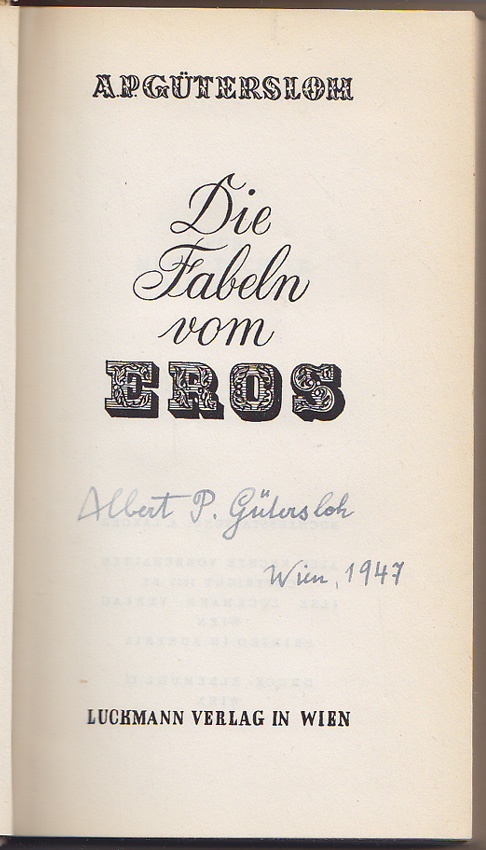 A.P.GÜTERSLOH
Die
Fabeln
vom
EROS
Albert P. Gütersloh
Wien, 1947
LUCKMANN VERLAG IN WIEN